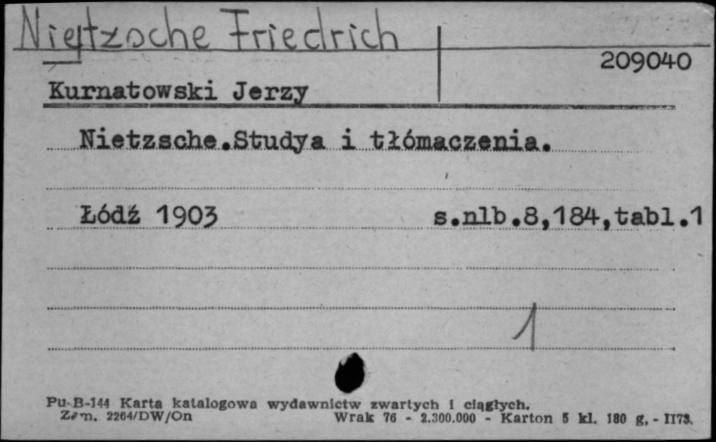 Nietzsche Friedrich
209040
Kurnatowski Jerzy
Nietzsche.Studya i tłómaczenia.
Łódź 1903 s.nlb.8,184,tabl.1
1
Pu-B-144 Karta katalogowa wydawnictw zwartych i ciągłych.
Zam. 2264/DW/On Wrak 76 - 2.300.000 - Karton 5 kl. 180 g. - II73.